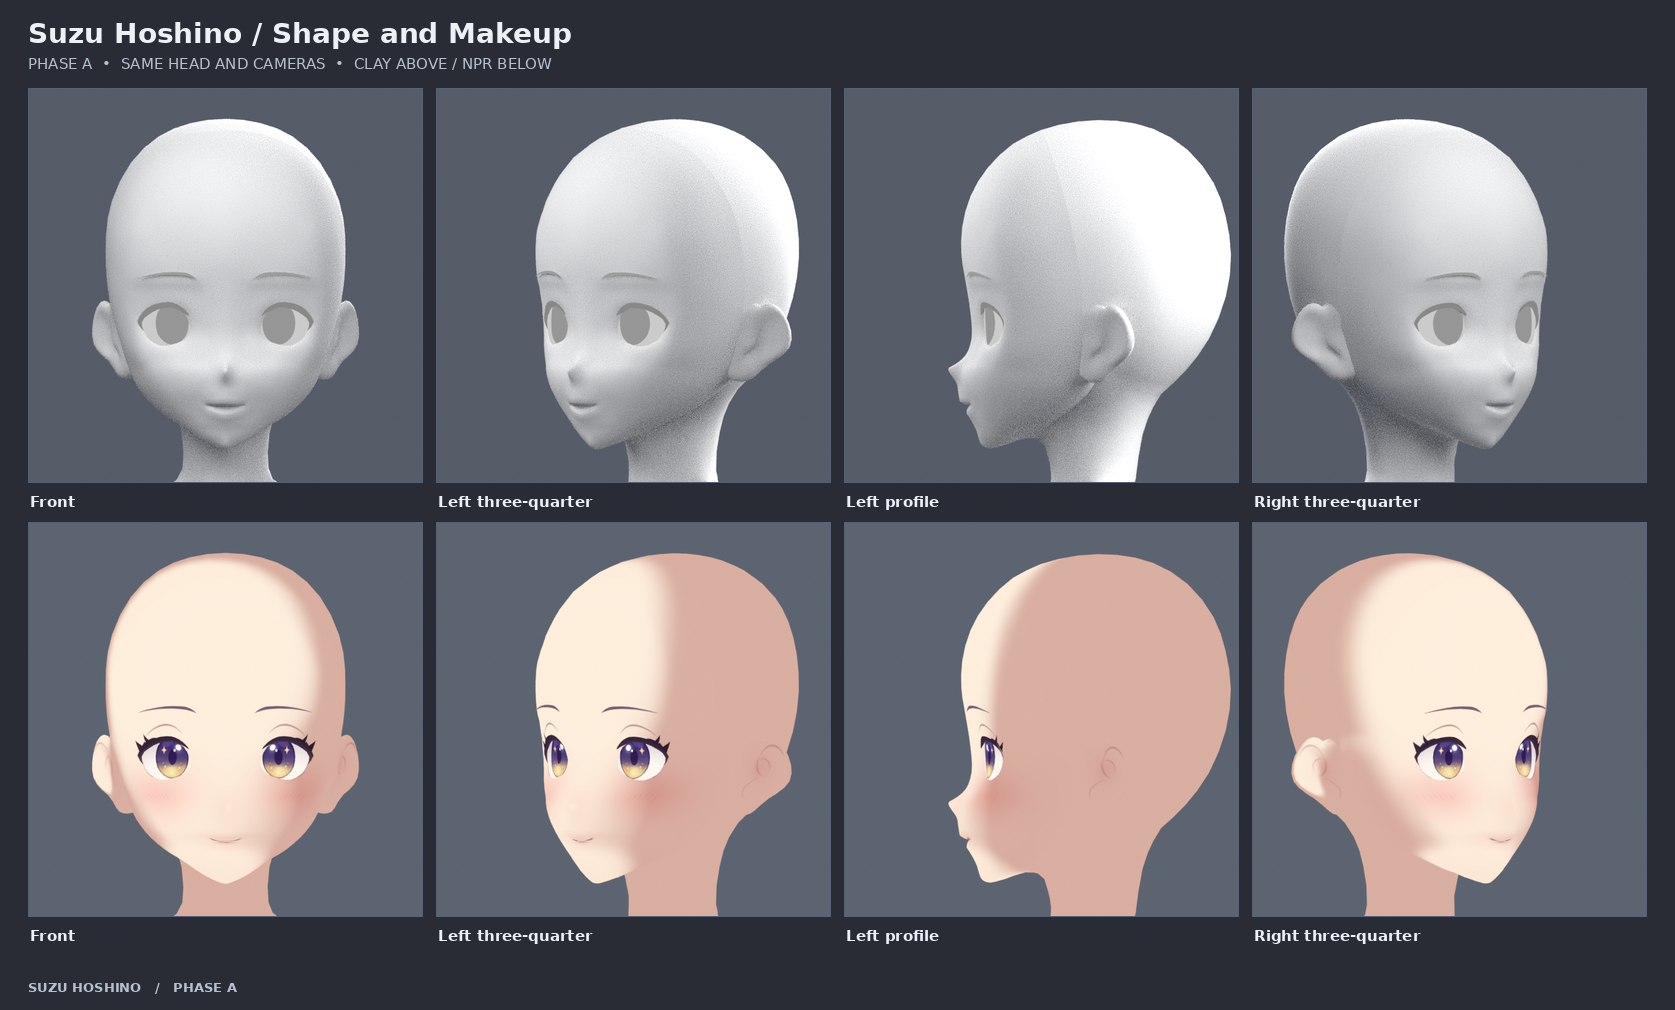 Suzu Hoshino / Shape and Makeup
PHASE A • SAME HEAD AND CAMERAS • CLAY ABOVE / NPR BELOW
Front
Left three-quarter
Left profile
Right three-quarter
Front
Left three-quarter
Left profile
Right three-quarter
SUZU HOSHINO / PHASE A